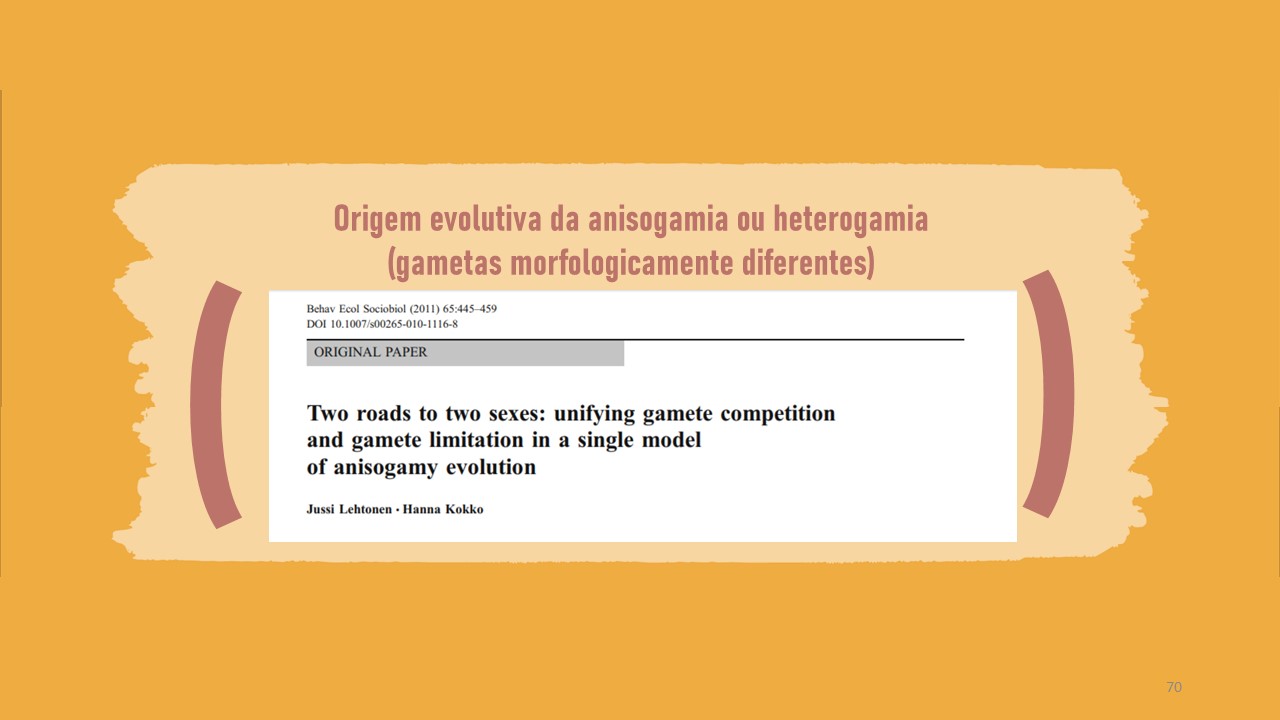 Origem evolutiva da anisogamia ou heterogamia
(gametas morfologicamente diferentes)
Behav Ecol Sociobiol (2011) 65:445–459
DOI 10.1007/s00265-010-1116-8
ORIGINAL PAPER
Two roads to two sexes: unifying gamete competition
and gamete limitation in a single model
of anisogamy evolution
Jussi Lehtonen · Hanna Kokko
70